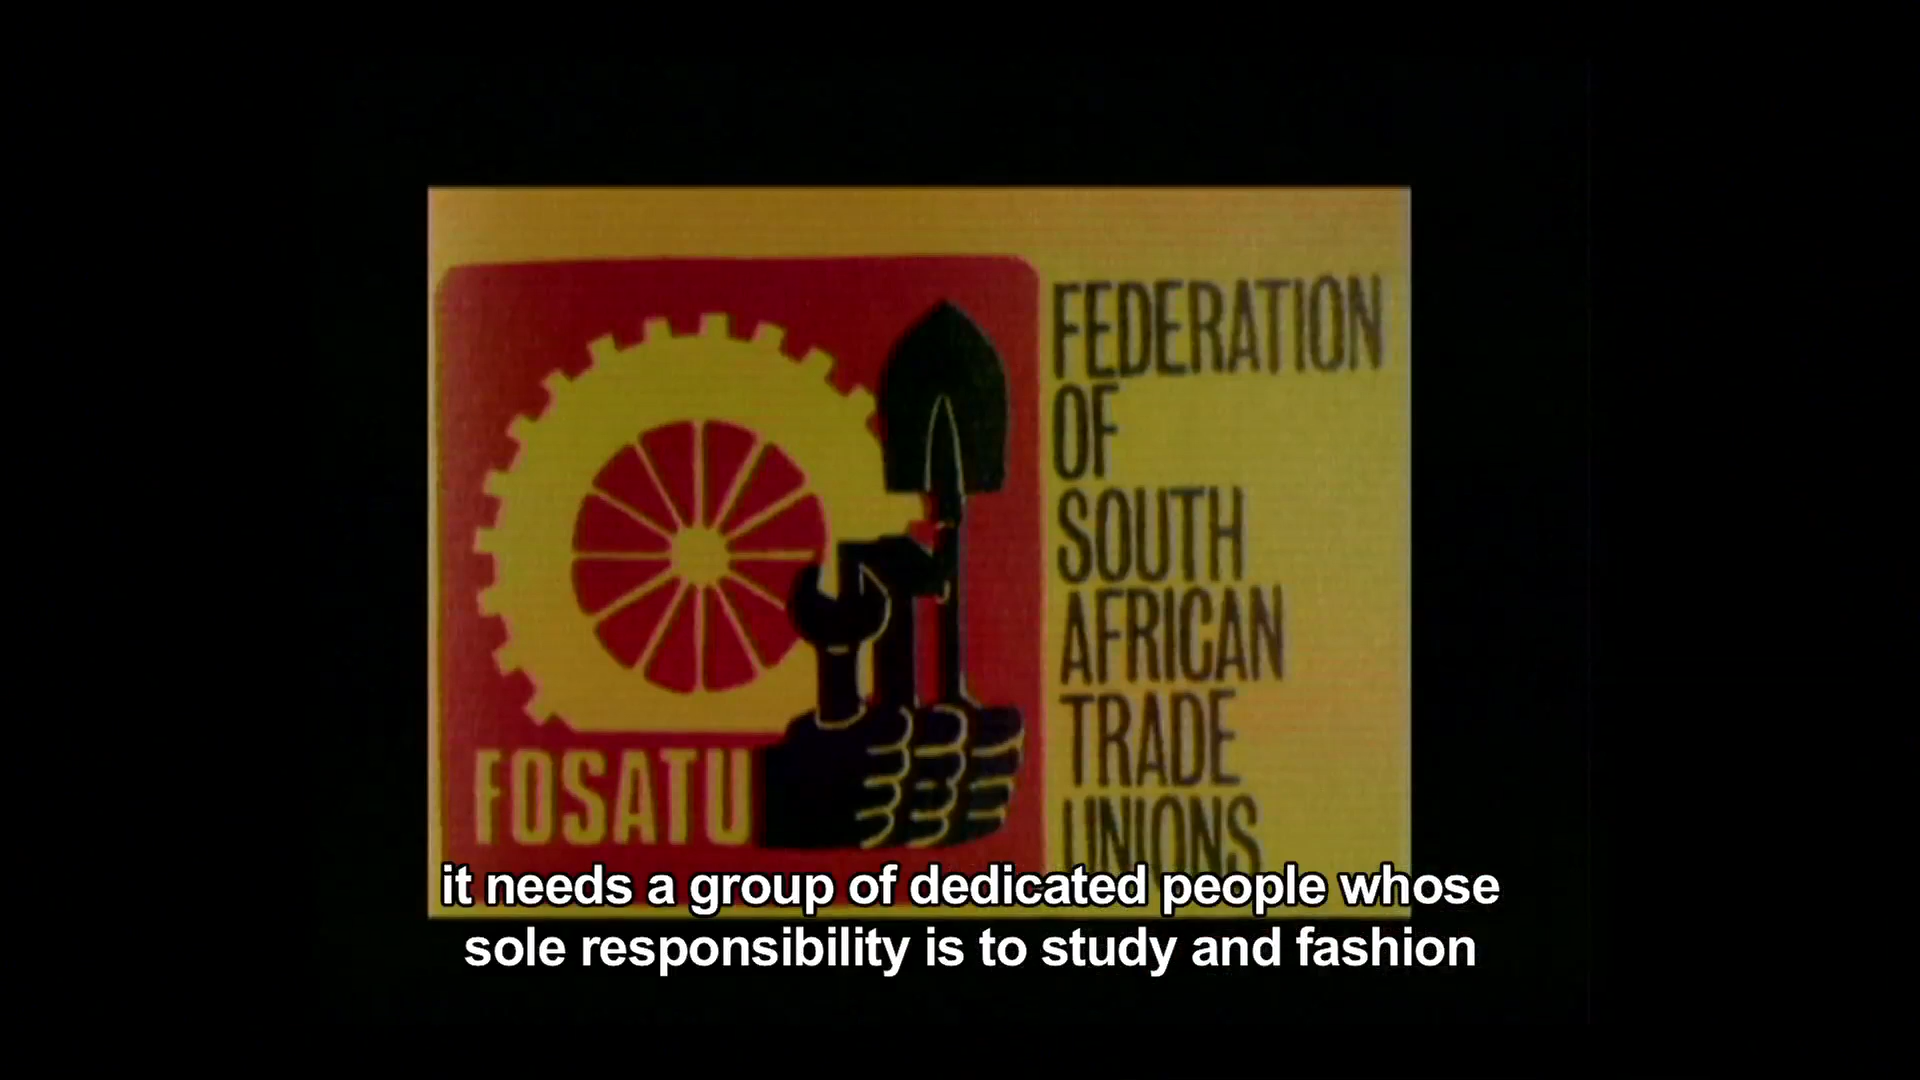 FEDERATION
OF
SOUTH
AFRICAN
TRADE
UNIONS
FOSATU
it needs a group of dedicated people whose
sole responsibility is to study and fashion